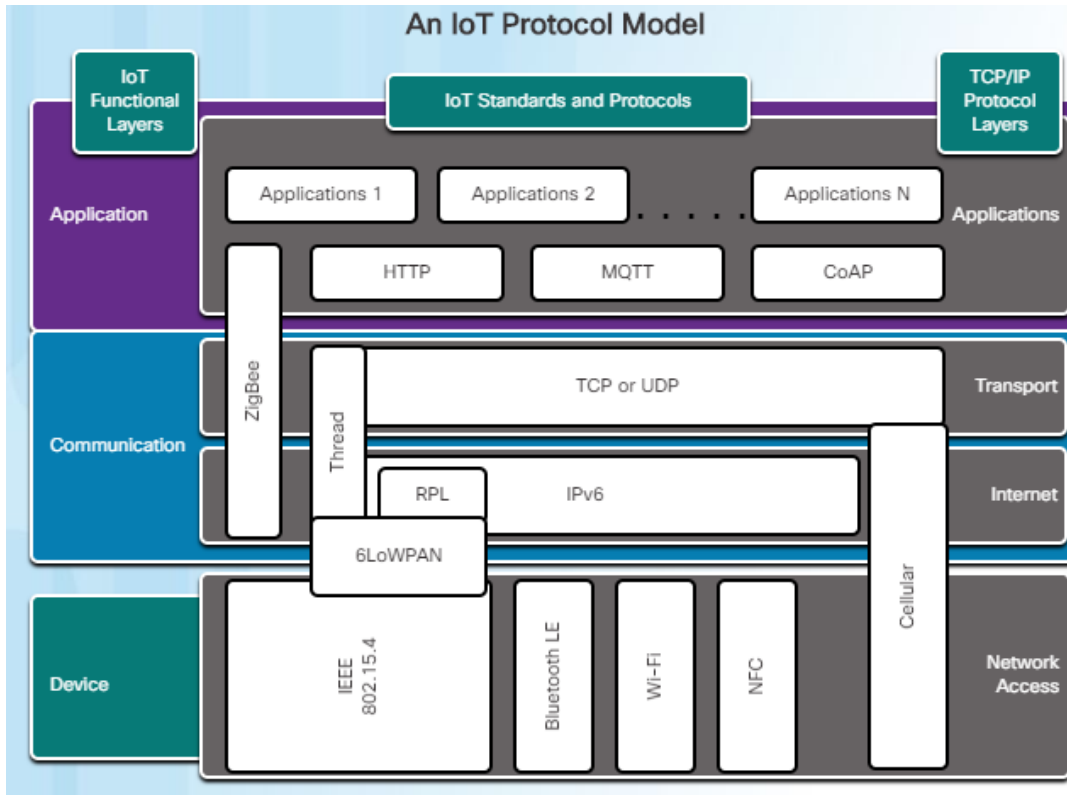 An IoT Protocol Model
IoT
Functional
Layers
IoT Standards and Protocols
TCP/IP
Protocol
Layers
Application
Applications 1
Applications 2
. . . . .
Applications N
Applications
HTTP
MQTT
CoAP
ZigBee
Communication
Thread
TCP or UDP
Transport
RPL
IPv6
Internet
6LoWPAN
Cellular
Device
IEEE
802.15.4
Bluetooth LE
Wi-Fi
NFC
Network
Access